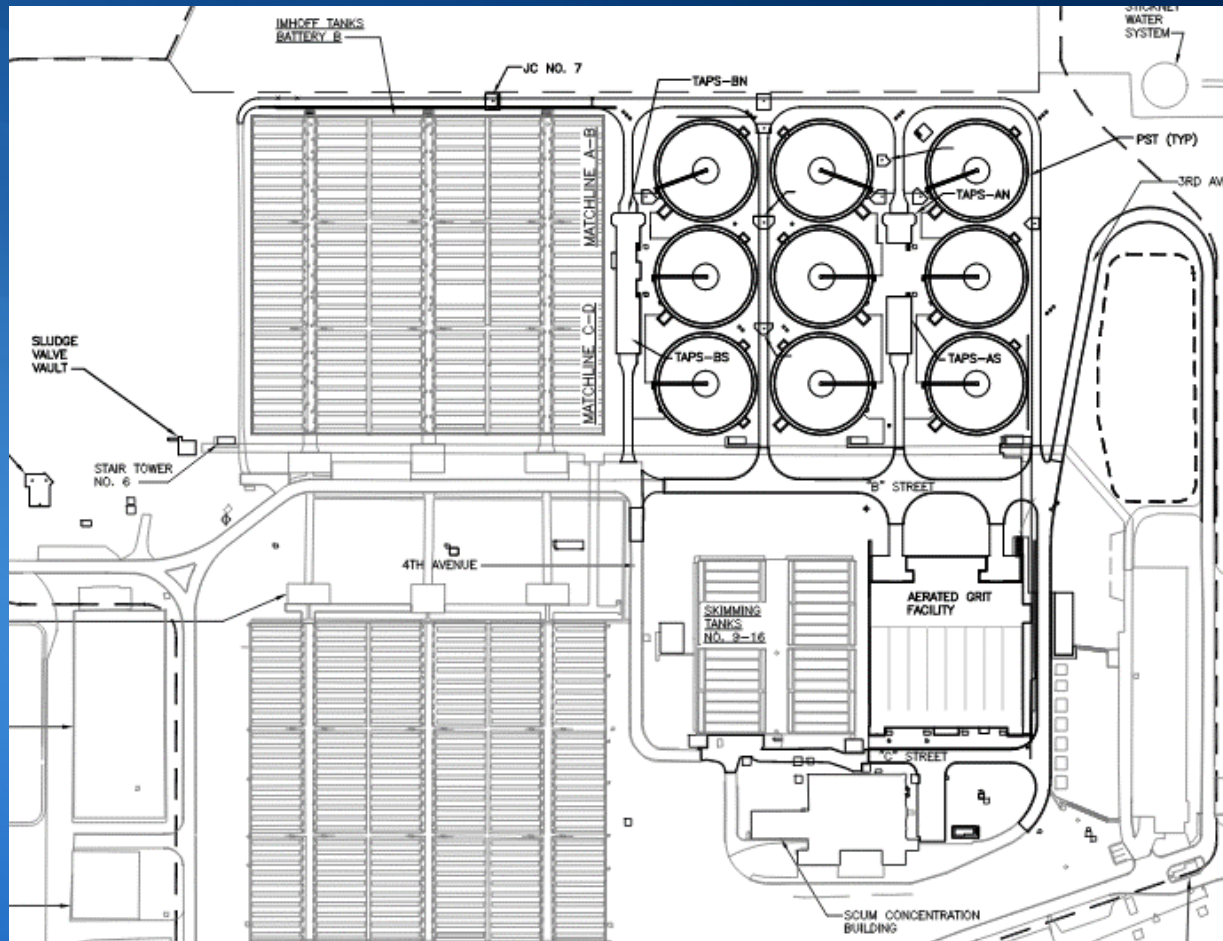 IMHOFF TANKS
BATTERY B
JC NO. 7
TAPS-BN
STICKNEY
WATER
SYSTEM
PST (TYP)
3RD AV
MATCHLINE A-B
TAPS-AN
MATCHLINE C-D
SLUDGE
VALVE
VAULT
TAPS-BS
TAPS-AS
STAIR TOWER
NO. 6
"B" STREET
4TH AVENUE
SKIMMING
TANKS
NO. 9-16
AERATED GRIT
FACILITY
"C" STREET
SCUM CONCENTRATION
BUILDING